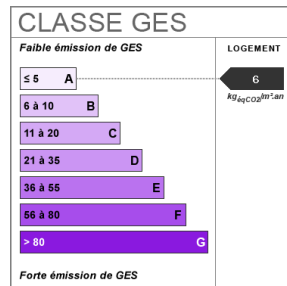 CLASSE GES
Faible émission de GES
LOGEMENT
≤ 5 A
6
kgéqCO2/m².an
6 à 10 B
11 à 20 C
21 à 35 D
36 à 55 E
56 à 80 F
> 80 G
Forte émission de GES